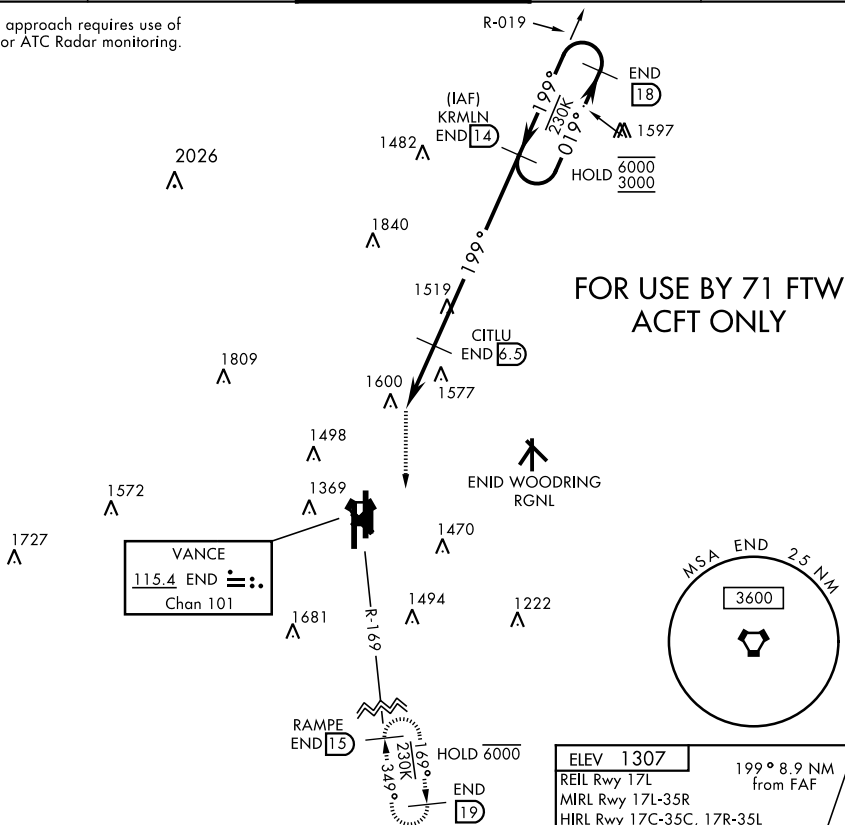 approach requires use of
or ATC Radar monitoring.
R-019
END
18
(IAF)
KRMLN
END 14
199°
230K
019°
1597
1482
2026
HOLD 6000
3000
1840
199°
FOR USE BY 71 FTW
ACFT ONLY
1519
CITLU
END 6.5
1809
1600
1577
1498
ENID WOODRING
RGNL
1572
1369
1727
1470
VANCE
115.4 END
Chan 101
MSA END 25 NM
3600
1681
R-169
1494
1222
RAMPE
END 15
230K
169°
349°
HOLD 6000
END
19
ELEV 1307
199° 8.9 NM
from FAF
REIL Rwy 17L
MIRL Rwy 17L-35R
HIRL Rwy 17C-35C, 17R-35L